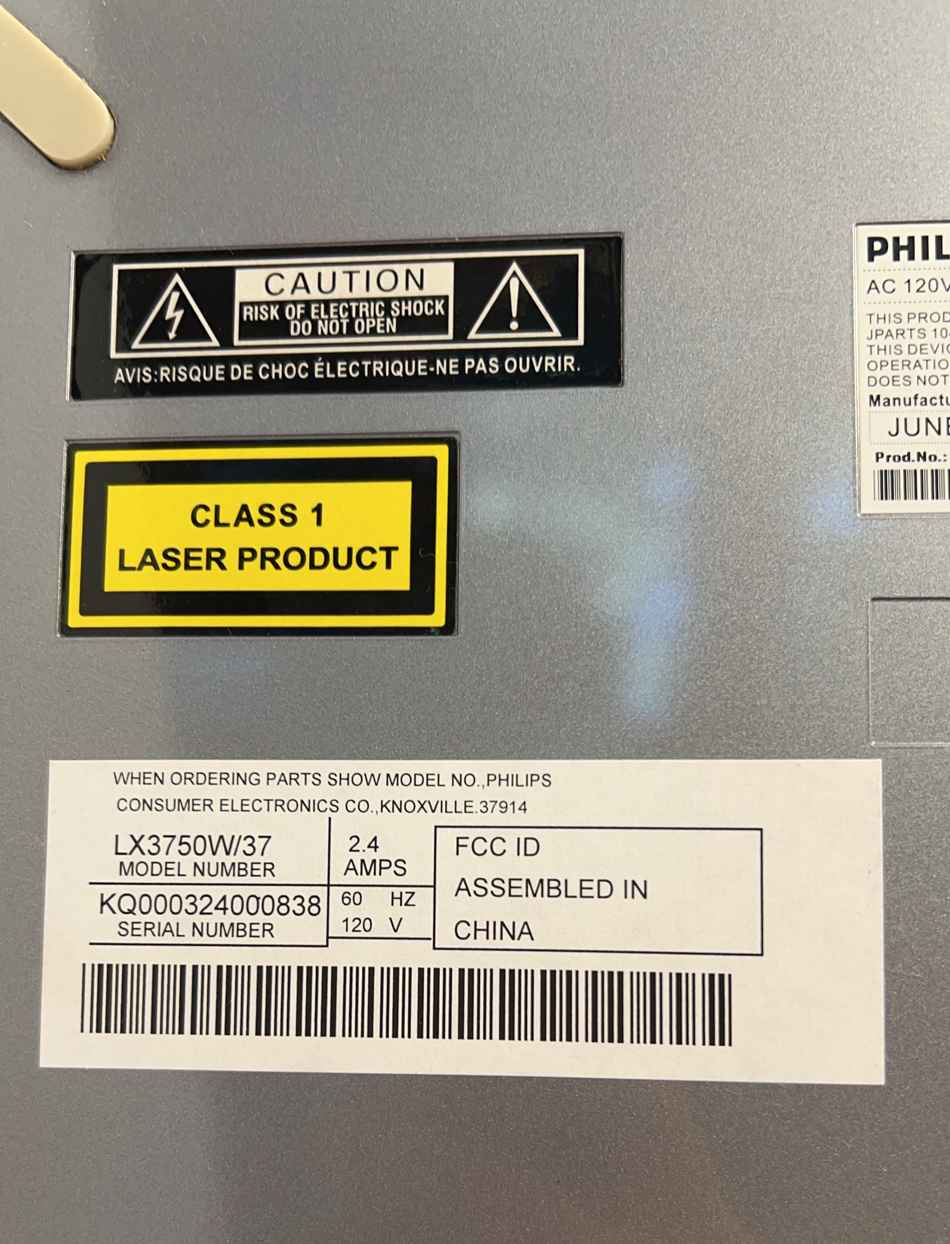 CAUTION
RISK OF ELECTRIC SHOCK
DO NOT OPEN
AVIS:RISQUE DE CHOC ÉLECTRIQUE-NE PAS OUVRIR.
CLASS 1
LASER PRODUCT
PHIL
AC 120V
THIS PROD
JPARTS 10
THIS DEVIC
OPERATIO
DOES NOT
Manufactu
JUNE
Prod.No.:
WHEN ORDERING PARTS SHOW MODEL NO.,PHILIPS
CONSUMER ELECTRONICS CO.,KNOXVILLE.37914
LX3750W/37
MODEL NUMBER
2.4
AMPS
KQ000324000838
SERIAL NUMBER
60 HZ
120 V
FCC ID
ASSEMBLED IN
CHINA